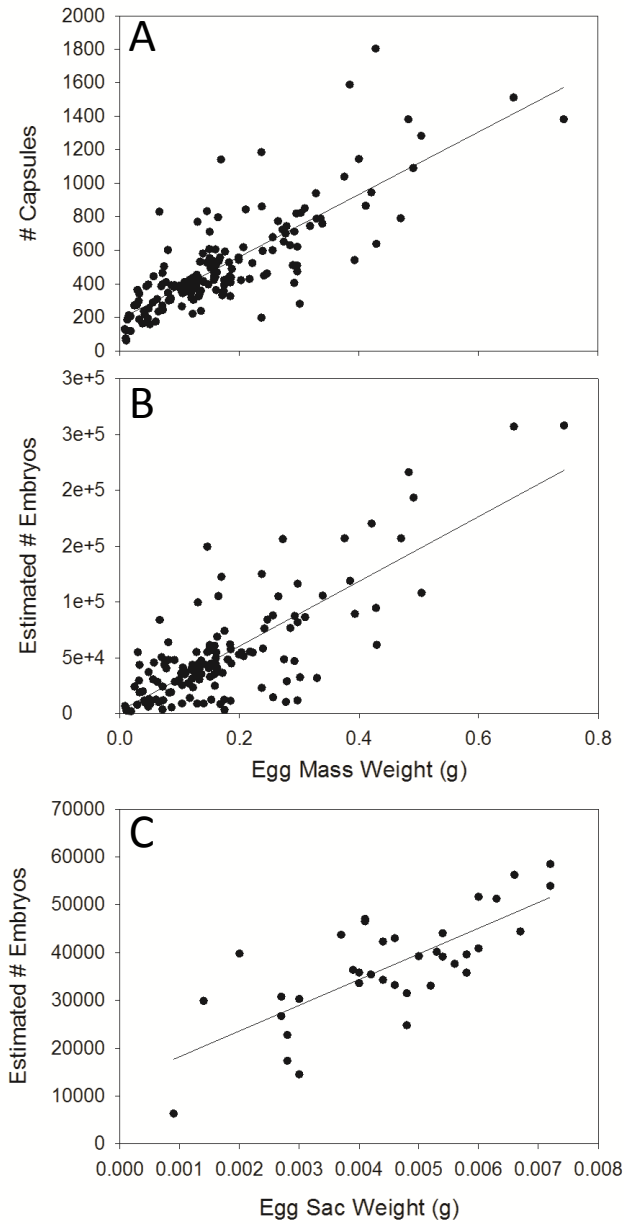 A
# Capsules
2000
1800
1600
1400
1200
1000
800
600
400
200
0
B
Estimated # Embryos
3e+5
3e+5
2e+5
2e+5
1e+5
5e+4
0
0.0 0.2 0.4 0.6 0.8
Egg Mass Weight (g)
C
Estimated # Embryos
70000
60000
50000
40000
30000
20000
10000
0
0.000 0.001 0.002 0.003 0.004 0.005 0.006 0.007 0.008
Egg Sac Weight (g)